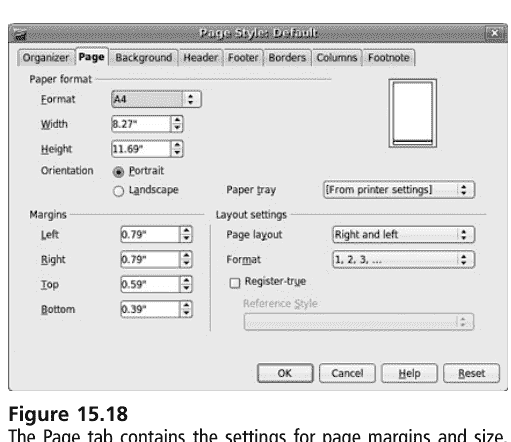 Page Style: Default
Organizer Page Background Header Footer Borders Columns Footnote
Paper format
Format A4
Width 8.27"
Height 11.69"
Orientation Portrait
Landscape Paper tray [From printer settings]
Margins Layout settings
Left 0.79" Page layout Right and left
Right 0.79" Format 1, 2, 3, ...
Top 0.59" Register-true
Bottom 0.39" Reference Style
OK Cancel Help Reset
Figure 15.18
The Page tab contains the settings for page margins and size.